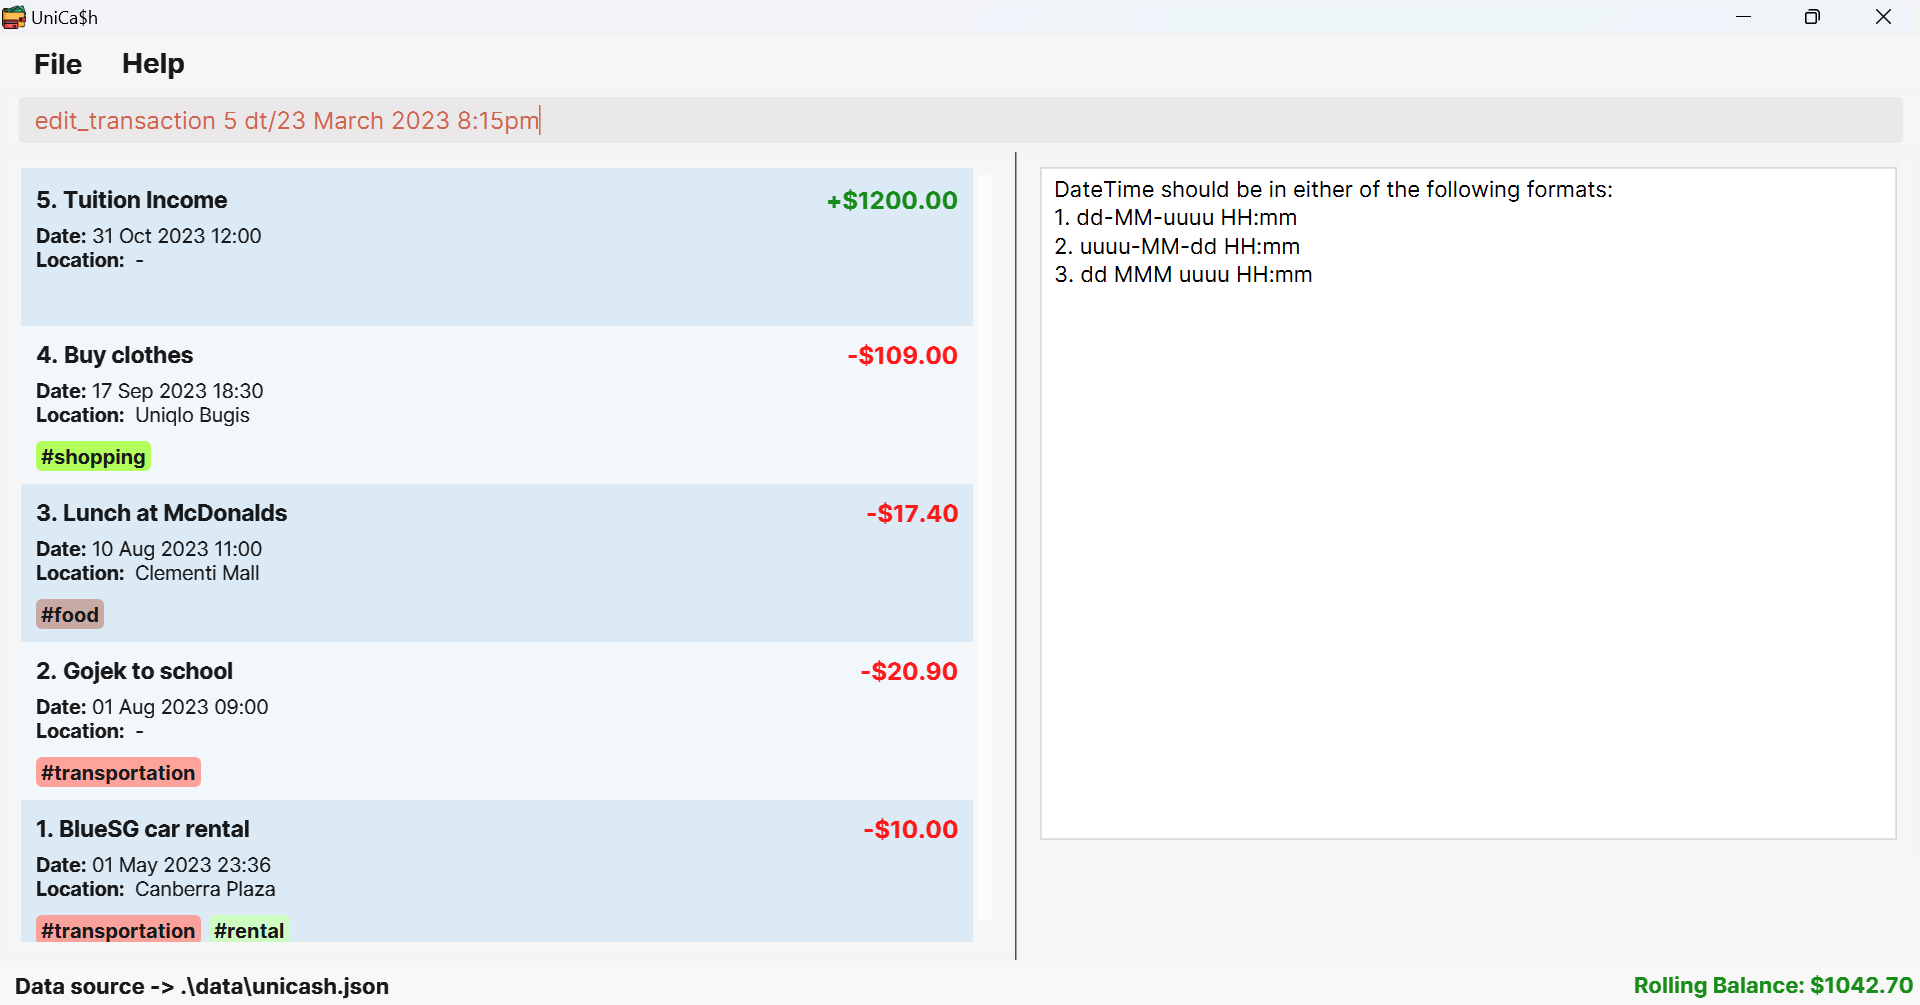 UniCa$h
File Help
edit_transaction 5 dt/23 March 2023 8:15pm
5. Tuition Income +$1200.00
Date: 31 Oct 2023 12:00
Location: -
4. Buy clothes -$109.00
Date: 17 Sep 2023 18:30
Location: Uniqlo Bugis
#shopping
3. Lunch at McDonalds -$17.40
Date: 10 Aug 2023 11:00
Location: Clementi Mall
#food
2. Gojek to school -$20.90
Date: 01 Aug 2023 09:00
Location: -
#transportation
1. BlueSG car rental -$10.00
Date: 01 May 2023 23:36
Location: Canberra Plaza
#transportation #rental
DateTime should be in either of the following formats:
1. dd-MM-uuuu HH:mm
2. uuuu-MM-dd HH:mm
3. dd MMM uuuu HH:mm
Data source -> .\data\unicash.json
Rolling Balance: $1042.70